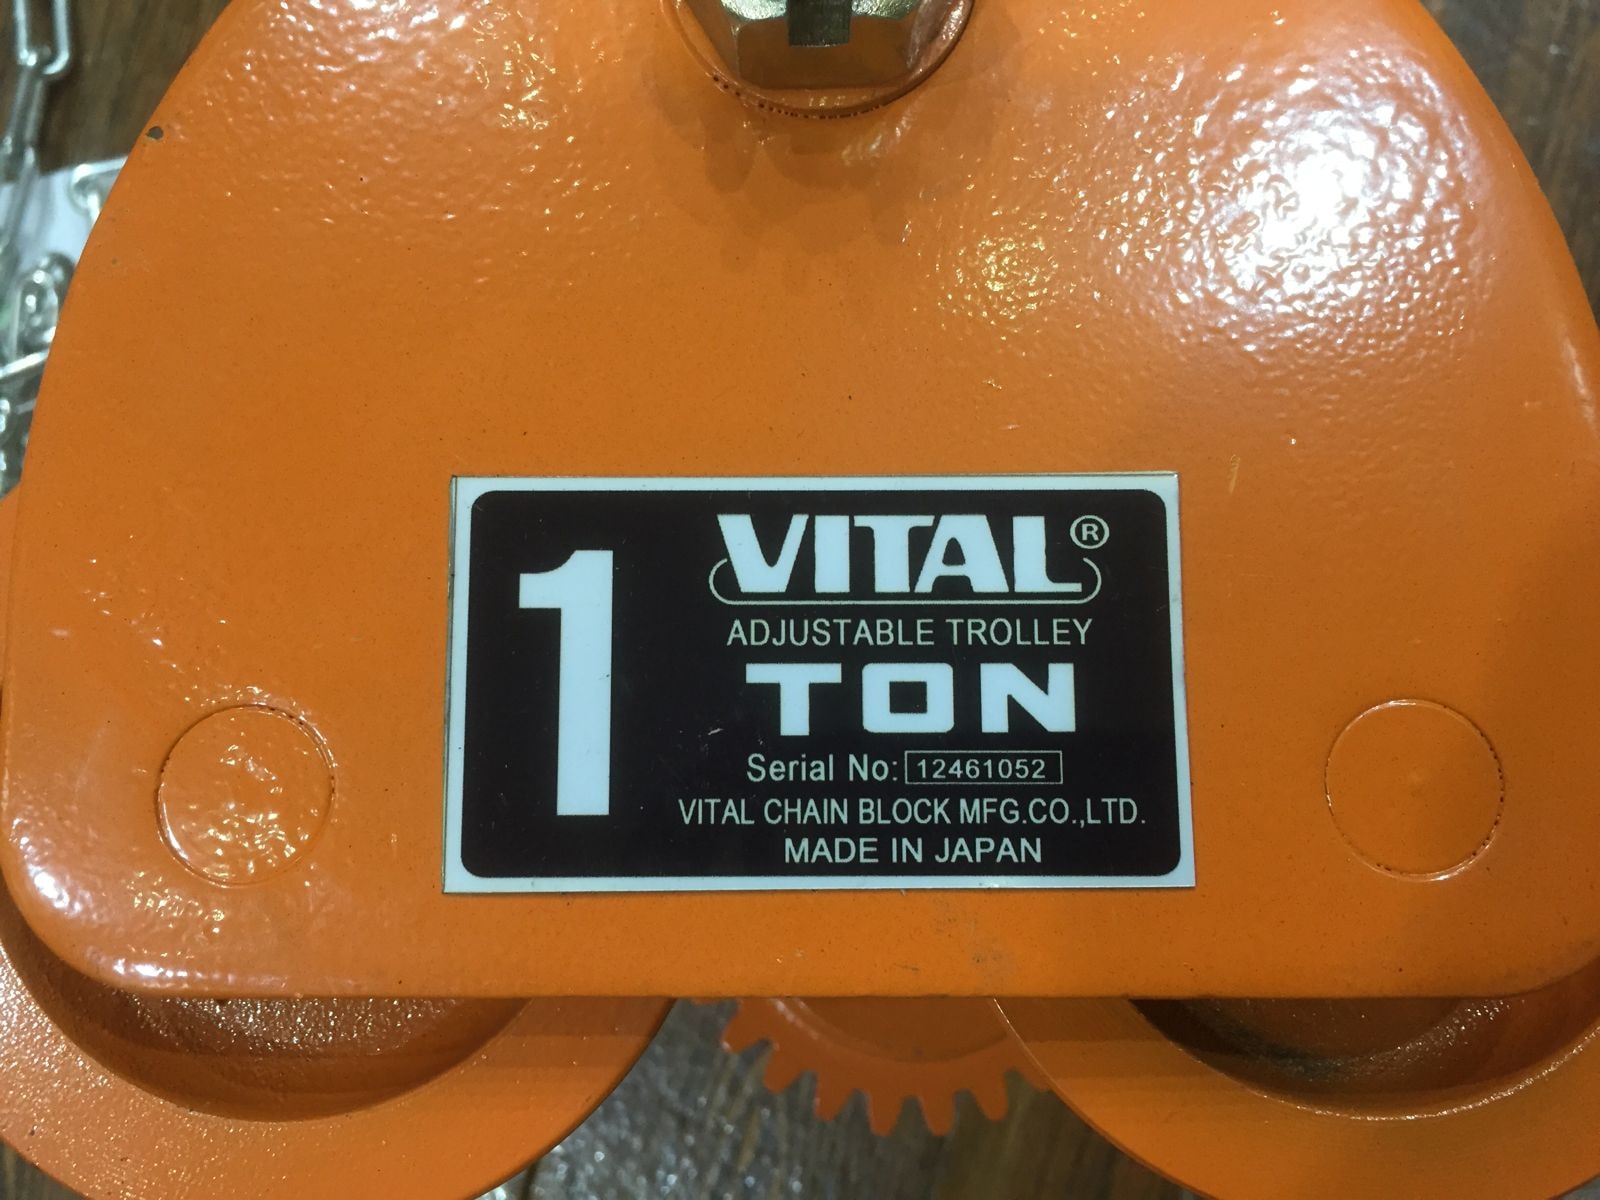 1
VITAL®
ADJUSTABLE TROLLEY
TON
Serial No: 12461052
VITAL CHAIN BLOCK MFG.CO.,LTD.
MADE IN JAPAN